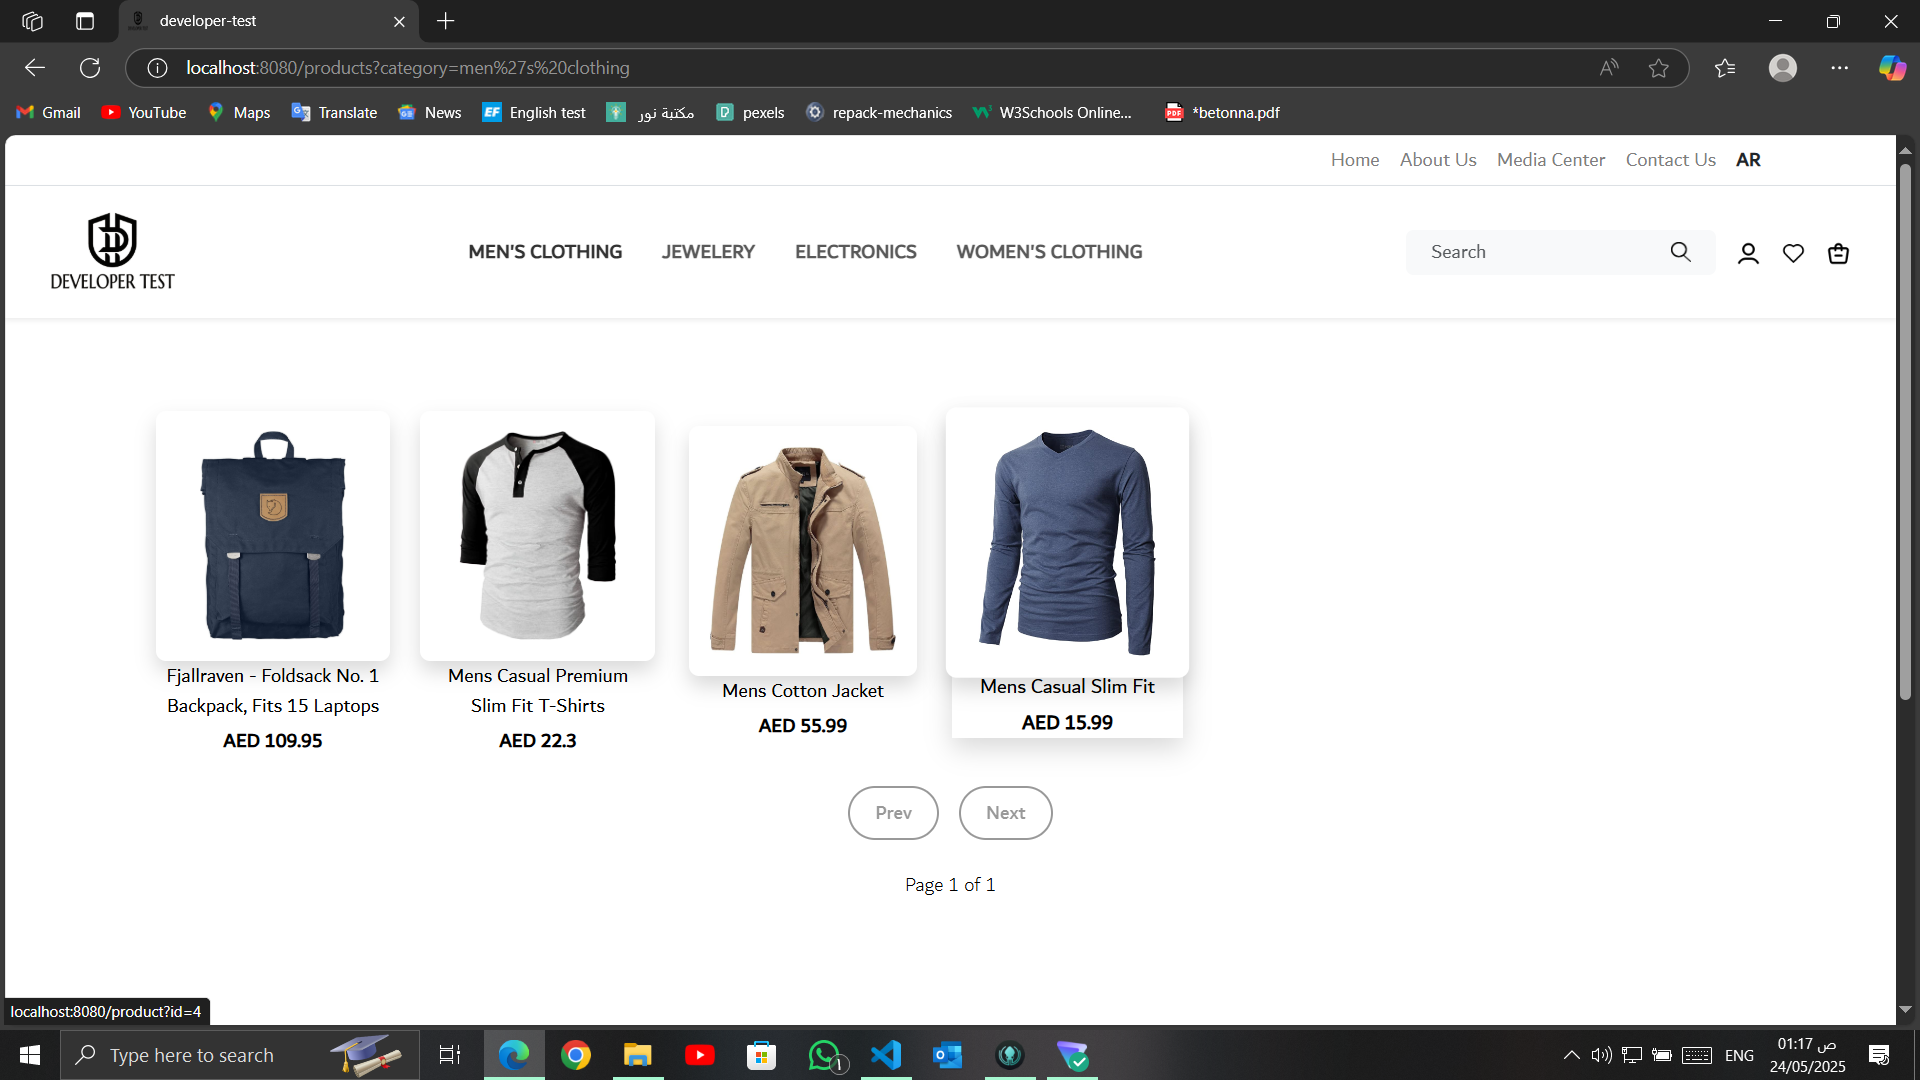 developer-test
localhost:8080/products?category=men%27s%20clothing
Gmail
YouTube
Maps
Translate
News
EF
English test
مكتبة نور
pexels
repack-mechanics
W3Schools Online...
PDF
*betonna.pdf
Home
About Us
Media Center
Contact Us
AR
DEVELOPER TEST
MEN'S CLOTHING
JEWELERY
ELECTRONICS
WOMEN'S CLOTHING
Search
Fjallraven - Foldsack No. 1
Backpack, Fits 15 Laptops
AED 109.95
Mens Casual Premium
Slim Fit T-Shirts
AED 22.3
Mens Cotton Jacket
AED 55.99
Mens Casual Slim Fit
AED 15.99
Prev
Next
Page 1 of 1
localhost:8080/product?id=4
Type here to search
ENG
01:17 ص
24/05/2025